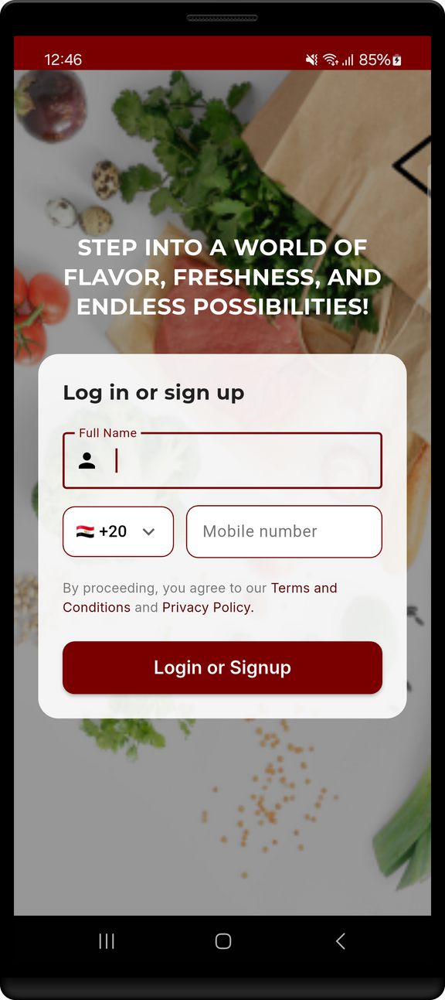 12:46
85%
STEP INTO A WORLD OF
FLAVOR, FRESHNESS, AND
ENDLESS POSSIBILITIES!
Log in or sign up
Full Name
+20
Mobile number
By proceeding, you agree to our Terms and
Conditions and Privacy Policy.
Login or Signup